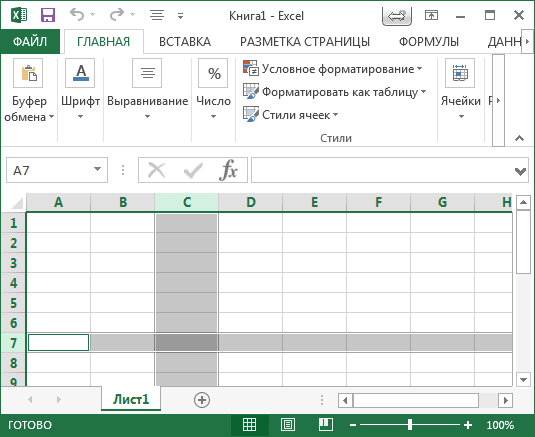 Книга1 - Excel
ФАЙЛ ГЛАВНАЯ ВСТАВКА РАЗМЕТКА СТРАНИЦЫ ФОРМУЛЫ ДАНН
Буфер обмена
Шрифт
Выравнивание
%
Число
Условное форматирование
Форматировать как таблицу
Стили ячеек
Стили
Ячейки
A7
fx
A B C D E F G H
1
2
3
4
5
6
7
8
9
Лист1
ГОТОВО 100%